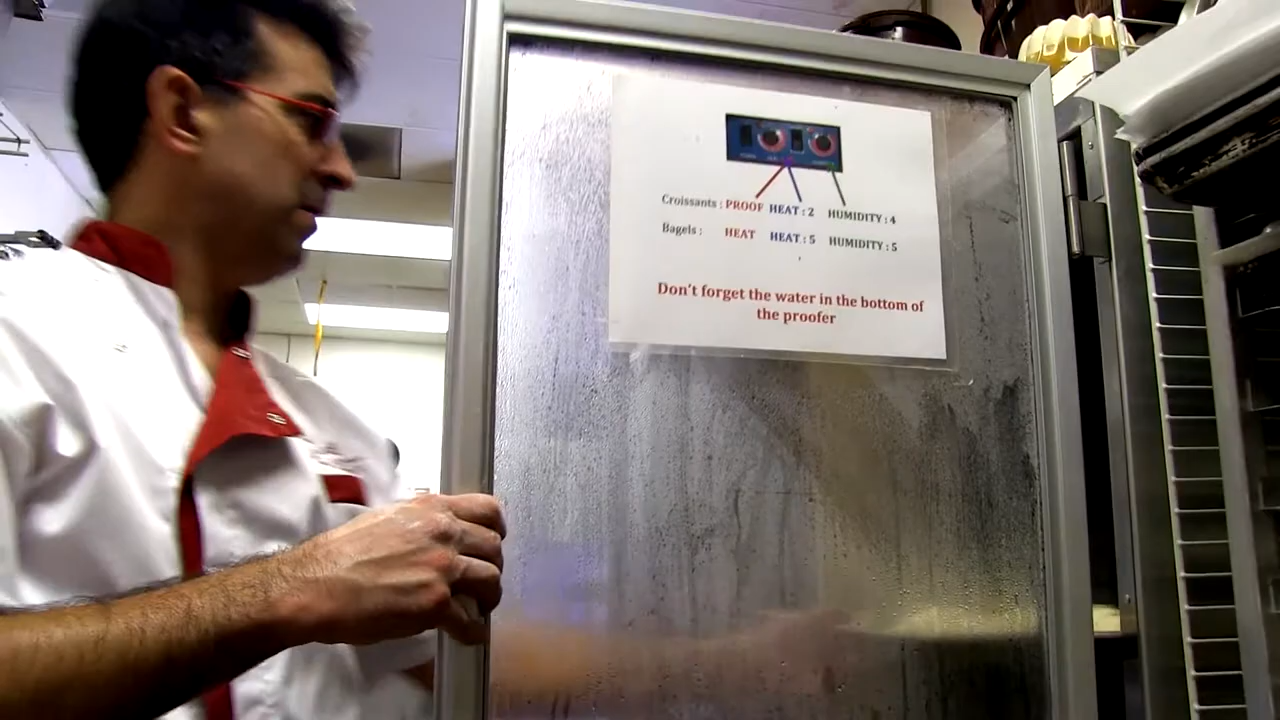 Croissants : PROOF HEAT : 2 HUMIDITY : 4
Bagels : HEAT HEAT : 5 HUMIDITY : 5
Don't forget the water in the bottom of
the proofer